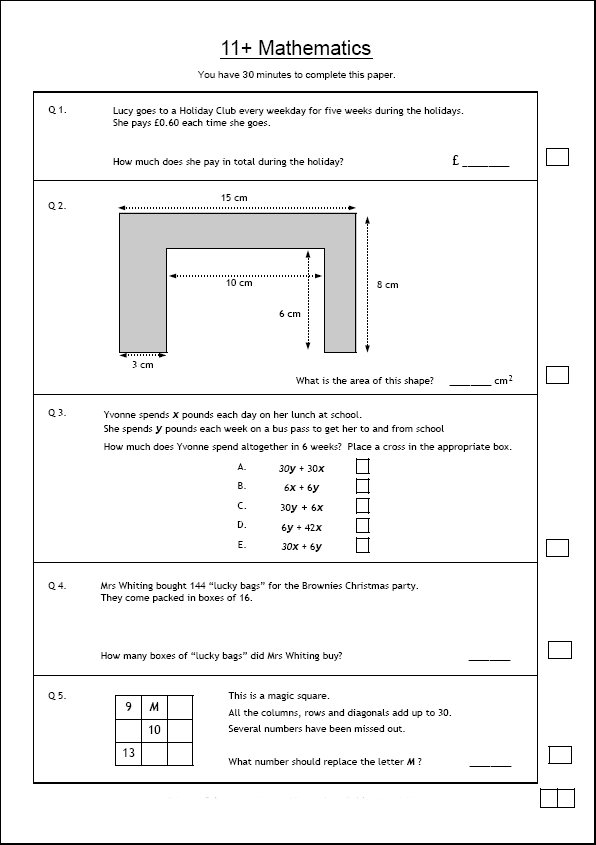 11+ Mathematics
You have 30 minutes to complete this paper.
Q 1.
Lucy goes to a Holiday Club every weekday for five weeks during the holidays.
She pays £0.60 each time she goes.
How much does she pay in total during the holiday? £ _______
Q 2.
15 cm
10 cm
6 cm
8 cm
3 cm
What is the area of this shape? ______ cm²
Q 3.
Yvonne spends x pounds each day on her lunch at school.
She spends y pounds each week on a bus pass to get her to and from school
How much does Yvonne spend altogether in 6 weeks? Place a cross in the appropriate box.
A. 30y + 30x
B. 6x + 6y
C. 30y + 6x
D. 6y + 42x
E. 30x + 6y
Q 4.
Mrs Whiting bought 144 “lucky bags” for the Brownies Christmas party.
They come packed in boxes of 16.
How many boxes of “lucky bags” did Mrs Whiting buy? ______
Q 5.
9 M
10
13
This is a magic square.
All the columns, rows and diagonals add up to 30.
Several numbers have been missed out.
What number should replace the letter M ? ______